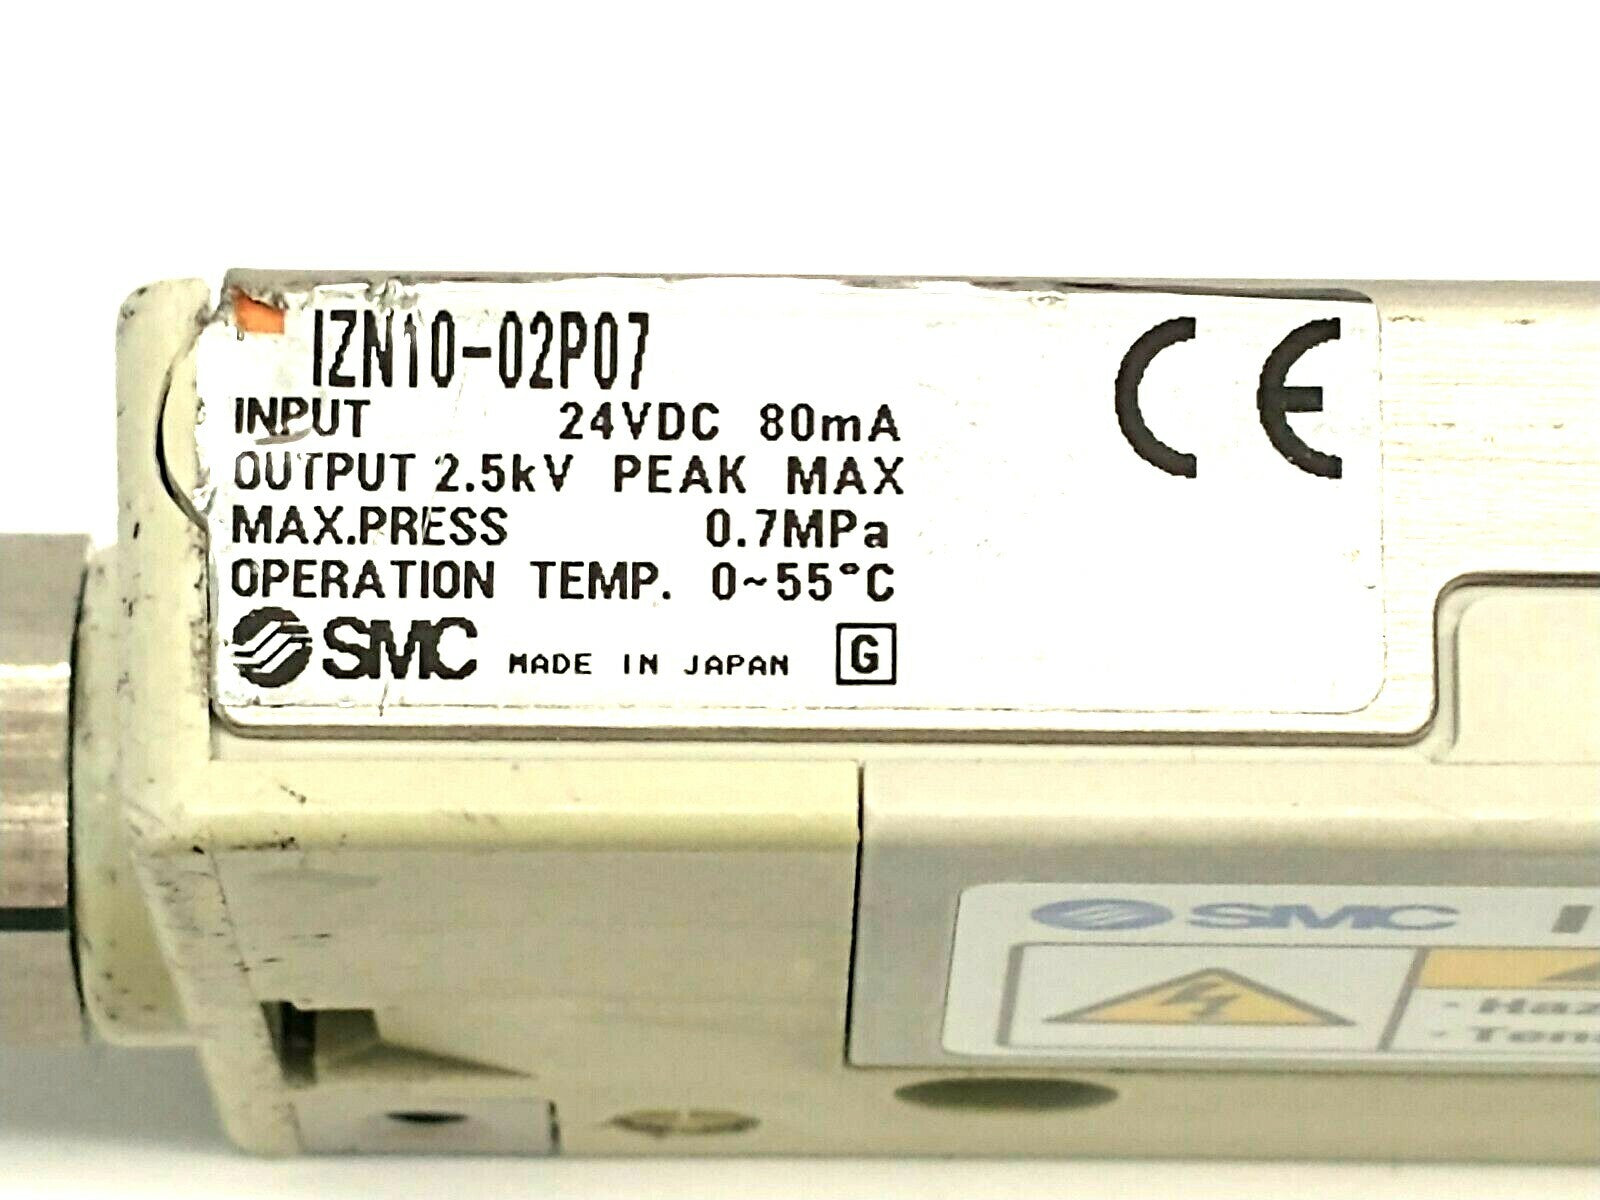 IZN10-02P07
INPUT 24VDC 80mA
OUTPUT 2.5kV PEAK MAX
MAX.PRESS 0.7MPa
OPERATION TEMP. 0~55°C
SMC MADE IN JAPAN G
CE
SMC